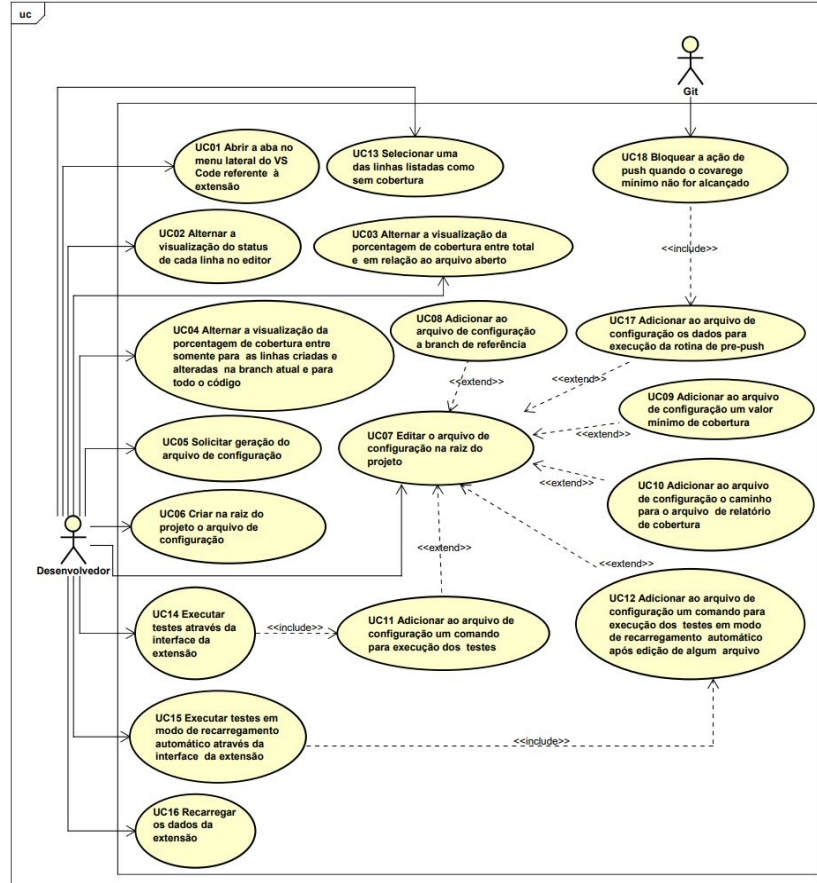 uc
Git
UC01 Abrir a aba no
menu lateral do VS
Code referente à
extensão
UC13 Selecionar uma
das linhas listadas como
sem cobertura
UC18 Bloquear a ação de
push quando o covarege
mínimo não for alcançado
UC02 Alternar a
visualização do status
de cada linha no editor
UC03 Alternar a visualização da
porcentagem de cobertura entre total
e em relação ao arquivo aberto
<<include>>
UC04 Alternar a visualização da
porcentagem de cobertura entre
somente para as linhas criadas e
alteradas na branch atual e para
todo o código
UC08 Adicionar ao
arquivo de configuração
a branch de referência
UC17 Adicionar ao arquivo de
configuração os dados para
execução da rotina de pre-push
<<extend>>
<<extend>>
UC09 Adicionar ao arquivo
de configuração um valor
mínimo de cobertura
<<extend>>
UC05 Solicitar geração do
arquivo de configuração
UC07 Editar o arquivo de
configuração na raiz do
projeto
UC10 Adicionar ao arquivo
de configuração o caminho
para o arquivo de relatório
de cobertura
<<extend>>
UC06 Criar na raiz do
projeto o arquivo de
configuração
Desenvolvedor
<<extend>>
<<extend>>
UC14 Executar
testes através da
interface da
extensão
<<include>>
UC11 Adicionar ao arquivo de
configuração um comando
para execução dos testes
UC12 Adicionar ao arquivo de
configuração um comando para
execução dos testes em modo
de recarregamento automático
após edição de algum arquivo
UC15 Executar testes em
modo de recarregamento
automático através da
interface da extensão
<<include>>
UC16 Recarregar
os dados da
extensão